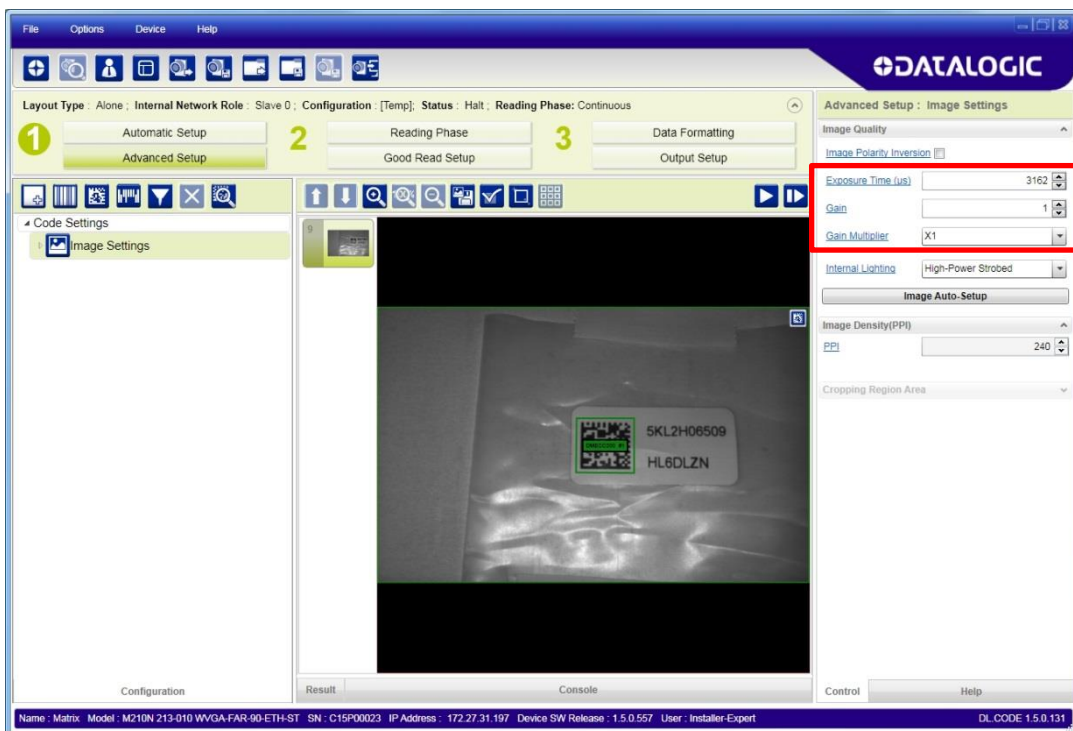 File Options Device Help
DATALOGIC
Layout Type : Alone ; Internal Network Role : Slave 0 ; Configuration : [Temp]; Status : Halt ; Reading Phase: Continuous
Advanced Setup : Image Settings
1 Automatic Setup 2 Reading Phase 3 Data Formatting
Advanced Setup Good Read Setup Output Setup
Image Quality
Image Polarity Inversion
Exposure Time (us) 3162
Gain 1
Gain Multiplier X1
Internal Lighting High-Power Strobed
Image Auto-Setup
Image Density(PPI)
PPI 240
Cropping Region Area
Code Settings
Image Settings
9
5KL2H06509
HL6DLZN
Configuration Result Console Control Help
Name : Matrix Model : M210N 213-010 WVGA-FAR-90-ETH-ST SN : C15P00023 IP Address : 172.27.31.197 Device SW Release : 1.5.0.557 User : Installer-Expert DL.CODE 1.5.0.131